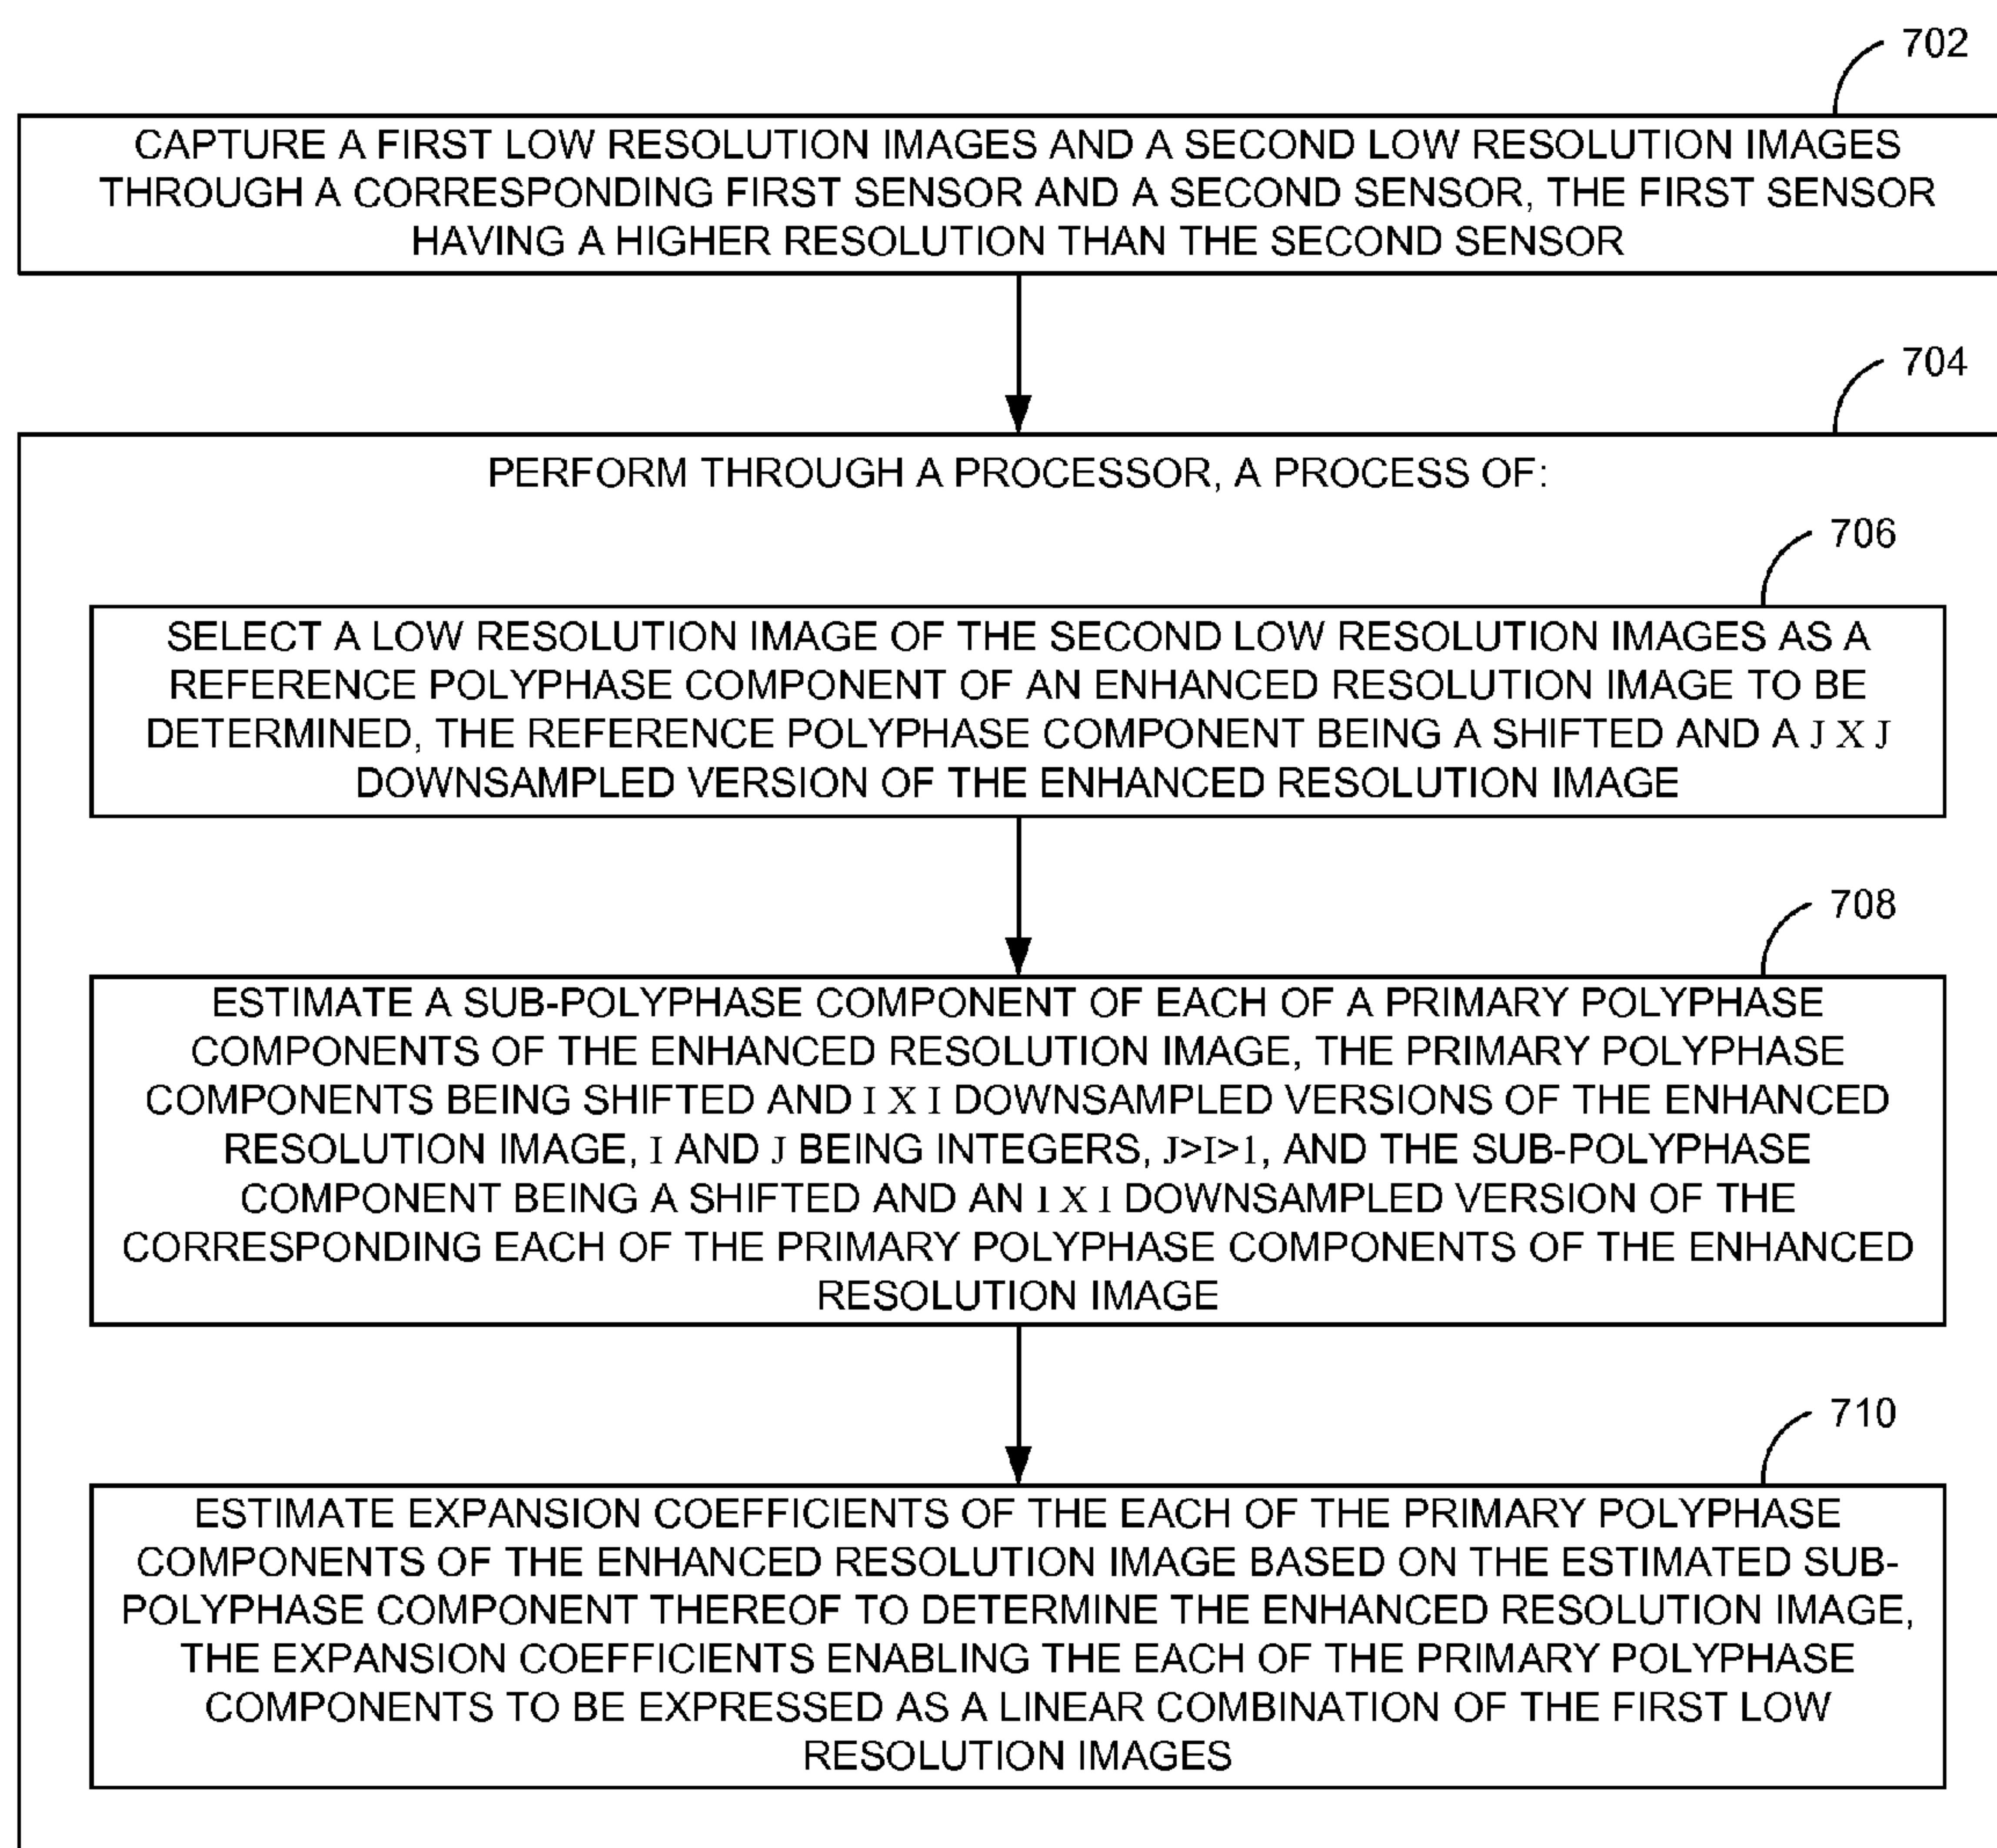 702
CAPTURE A FIRST LOW RESOLUTION IMAGES AND A SECOND LOW RESOLUTION IMAGES
THROUGH A CORRESPONDING FIRST SENSOR AND A SECOND SENSOR, THE FIRST SENSOR
HAVING A HIGHER RESOLUTION THAN THE SECOND SENSOR
704
PERFORM THROUGH A PROCESSOR, A PROCESS OF:
706
SELECT A LOW RESOLUTION IMAGE OF THE SECOND LOW RESOLUTION IMAGES AS A
REFERENCE POLYPHASE COMPONENT OF AN ENHANCED RESOLUTION IMAGE TO BE
DETERMINED, THE REFERENCE POLYPHASE COMPONENT BEING A SHIFTED AND A J X J
DOWNSAMPLED VERSION OF THE ENHANCED RESOLUTION IMAGE
708
ESTIMATE A SUB-POLYPHASE COMPONENT OF EACH OF A PRIMARY POLYPHASE
COMPONENTS OF THE ENHANCED RESOLUTION IMAGE, THE PRIMARY POLYPHASE
COMPONENTS BEING SHIFTED AND I X I DOWNSAMPLED VERSIONS OF THE ENHANCED
RESOLUTION IMAGE, I AND J BEING INTEGERS, J>I>1, AND THE SUB-POLYPHASE
COMPONENT BEING A SHIFTED AND AN 1 X I DOWNSAMPLED VERSION OF THE
CORRESPONDING EACH OF THE PRIMARY POLYPHASE COMPONENTS OF THE ENHANCED
RESOLUTION IMAGE
710
ESTIMATE EXPANSION COEFFICIENTS OF THE EACH OF THE PRIMARY POLYPHASE
COMPONENTS OF THE ENHANCED RESOLUTION IMAGE BASED ON THE ESTIMATED SUB-
POLYPHASE COMPONENT THEREOF TO DETERMINE THE ENHANCED RESOLUTION IMAGE,
THE EXPANSION COEFFICIENTS ENABLING THE EACH OF THE PRIMARY POLYPHASE
COMPONENTS TO BE EXPRESSED AS A LINEAR COMBINATION OF THE FIRST LOW
RESOLUTION IMAGES